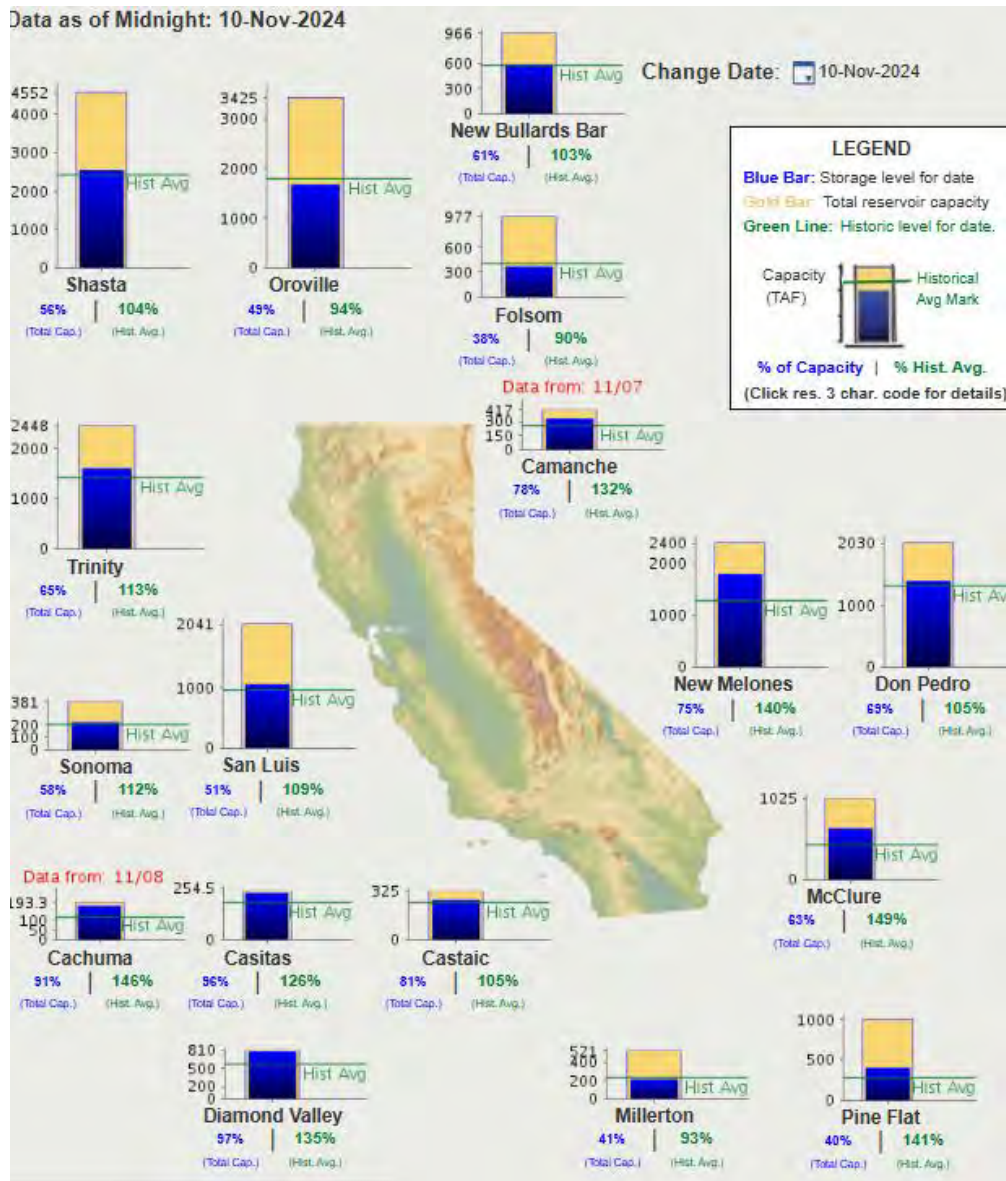 Data as of Midnight: 10-Nov-2024
966
600
300
0
Hist Avg
New Bullards Bar
61% | 103%
(Total Cap.) (Hist. Avg.)
Change Date: 10-Nov-2024
4552
4000
3000
2000
1000
0
Hist Avg
Shasta
56% | 104%
(Total Cap.) (Hist. Avg.)
3425
3000
2000
1000
0
Hist Avg
Oroville
49% | 94%
(Total Cap.) (Hist. Avg.)
977
600
300
0
Hist Avg
Folsom
38% | 90%
(Total Cap.) (Hist. Avg.)
LEGEND
Blue Bar: Storage level for date
Gold Bar: Total reservoir capacity
Green Line: Historic level for date.
Capacity
(TAF)
Historical
Avg Mark
% of Capacity | % Hist. Avg.
(Click res. 3 char. code for details)
Data from: 11/07
417
300
150
0
Hist Avg
Camanche
78% | 132%
(Total Cap.) (Hist. Avg.)
2448
2000
1000
0
Hist Avg
Trinity
65% | 113%
(Total Cap.) (Hist. Avg.)
2400
2000
1000
0
Hist Avg
New Melones
75% | 140%
(Total Cap.) (Hist. Avg.)
2030
1000
0
Hist Av
Don Pedro
69% | 105%
(Total Cap.) (Hist. Avg.)
381
200
100
0
Hist Avg
Sonoma
58% | 112%
(Total Cap.) (Hist. Avg.)
2041
1000
0
Hist Avg
San Luis
51% | 109%
(Total Cap.) (Hist. Avg.)
1025
0
Hist Avg
McClure
63% | 149%
(Total Cap.) (Hist. Avg.)
Data from: 11/08
193.3
100
50
0
Hist Avg
Cachuma
91% | 146%
(Total Cap.) (Hist. Avg.)
254.5
0
Hist Avg
Casitas
96% | 126%
(Total Cap.) (Hist. Avg.)
325
0
Hist Avg
Castaic
81% | 105%
(Total Cap.) (Hist. Avg.)
810
500
200
0
Hist Avg
Diamond Valley
97% | 135%
(Total Cap.) (Hist. Avg.)
521
400
200
0
Hist Avg
Millerton
41% | 93%
(Total Cap.) (Hist. Avg.)
1000
500
0
Hist Avg
Pine Flat
40% | 141%
(Total Cap.) (Hist. Avg.)